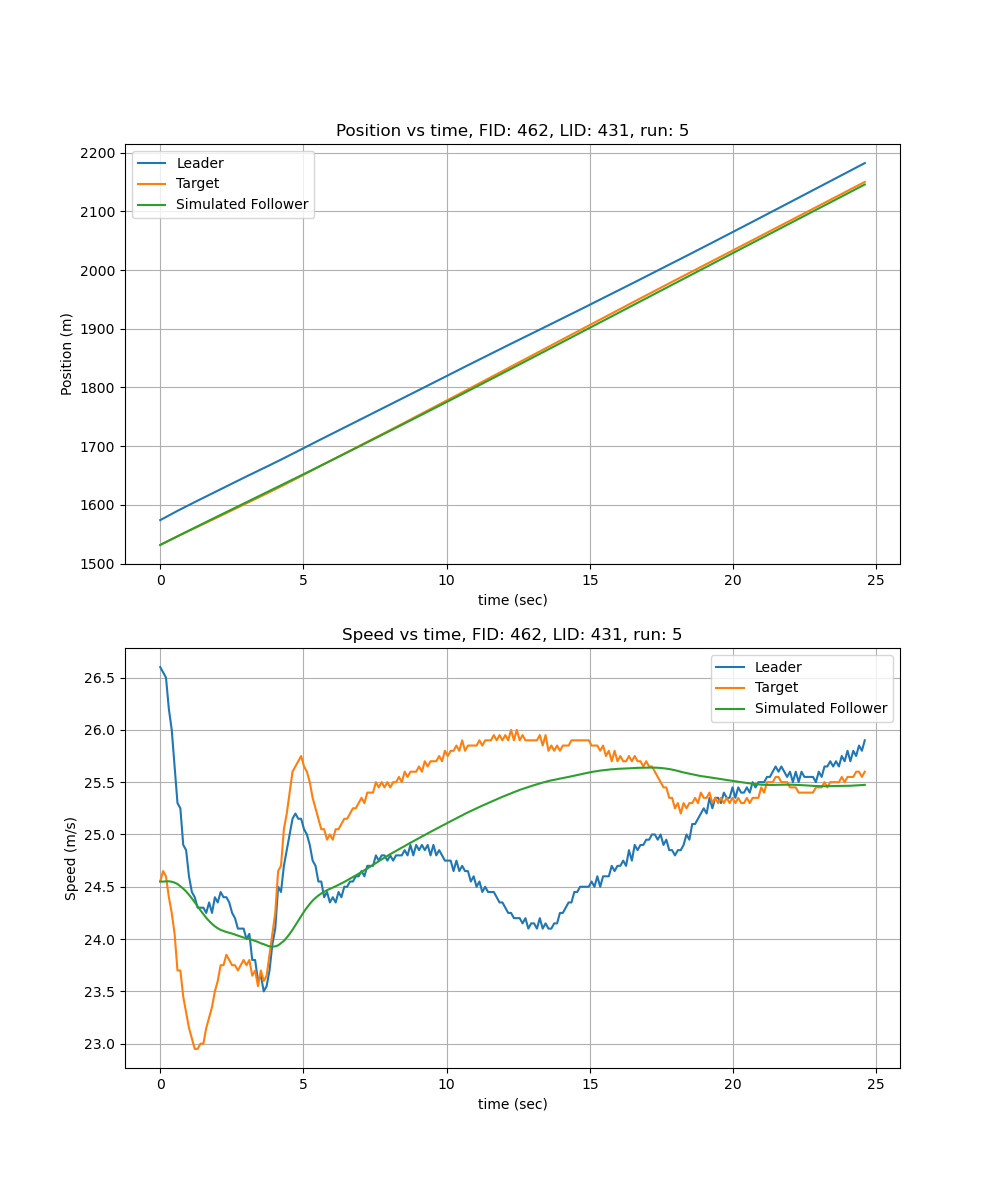 Position vs time, FID: 462, LID: 431, run: 5
Leader
Target
Simulated Follower
2200
2100
2000
1900
1800
1700
1600
1500
Position (m)
0 5 10 15 20 25
time (sec)
Speed vs time, FID: 462, LID: 431, run: 5
Leader
Target
Simulated Follower
26.5
26.0
25.5
25.0
24.5
24.0
23.5
23.0
Speed (m/s)
0 5 10 15 20 25
time (sec)